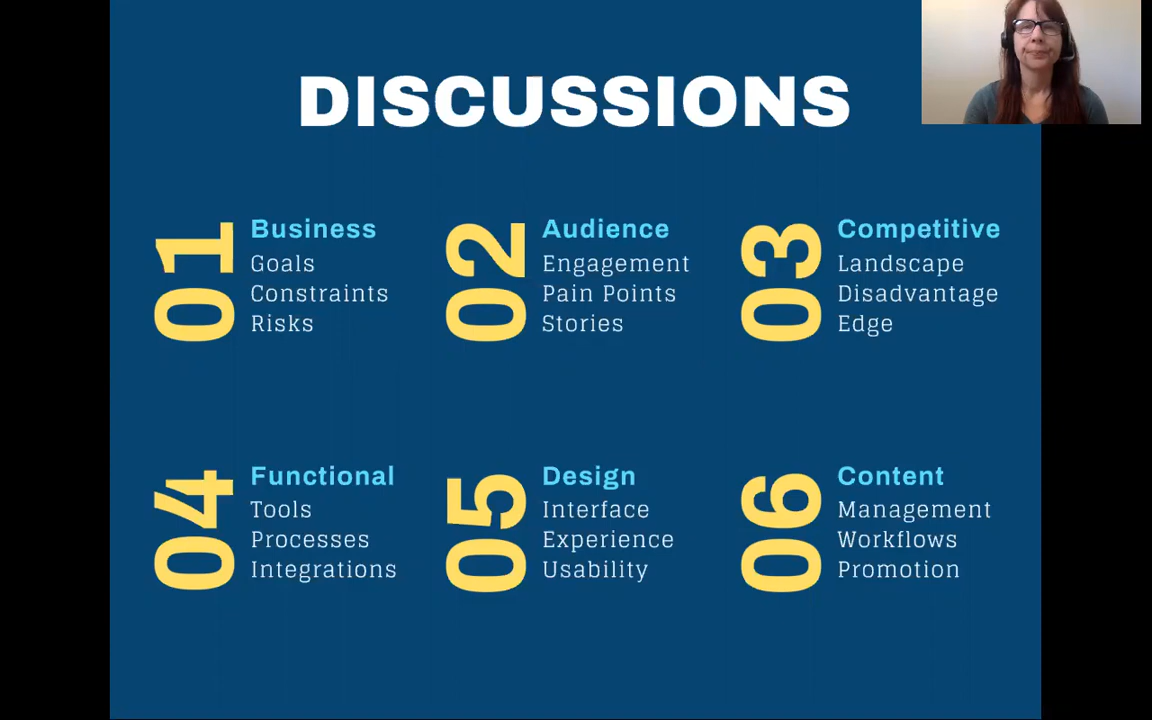 DISCUSSIONS
01
Business
Goals
Constraints
Risks
02
Audience
Engagement
Pain Points
Stories
03
Competitive
Landscape
Disadvantage
Edge
04
Functional
Tools
Processes
Integrations
05
Design
Interface
Experience
Usability
06
Content
Management
Workflows
Promotion